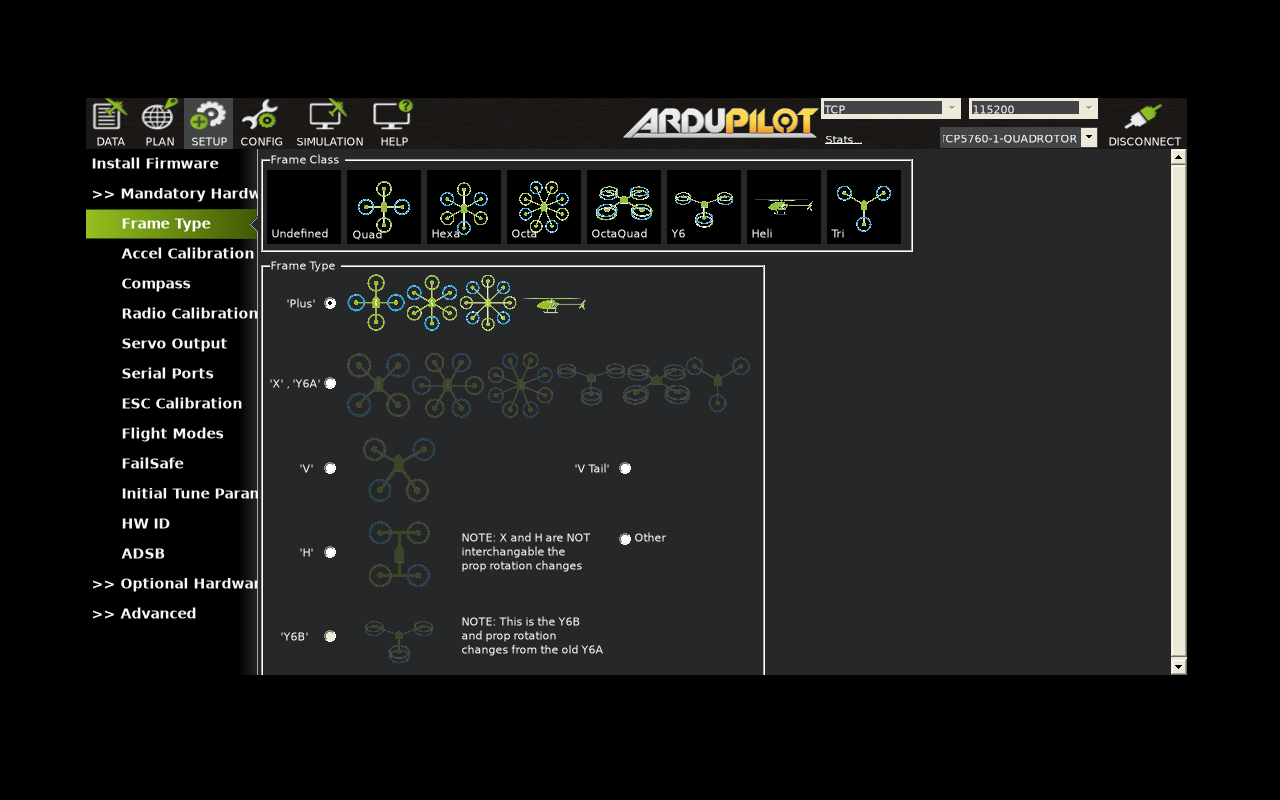 DATA PLAN SETUP CONFIG SIMULATION HELP
ARDUPILOT
TCP 115200
Stats... TCP5760-1-QUADROTOR
DISCONNECT
Install Firmware
>> Mandatory Hardw
Frame Type
Accel Calibration
Compass
Radio Calibration
Servo Output
Serial Ports
ESC Calibration
Flight Modes
FailSafe
Initial Tune Param
HW ID
ADSB
>> Optional Hardwar
>> Advanced
Frame Class
Undefined Quad Hexa Octa OctaQuad Y6 Heli Tri
Frame Type
'Plus'
'X' , 'Y6A'
'V' 'V Tail'
'H'
NOTE: X and H are NOT
interchangable the
prop rotation changes
Other
'Y6B'
NOTE: This is the Y6B
and prop rotation
changes from the old Y6A